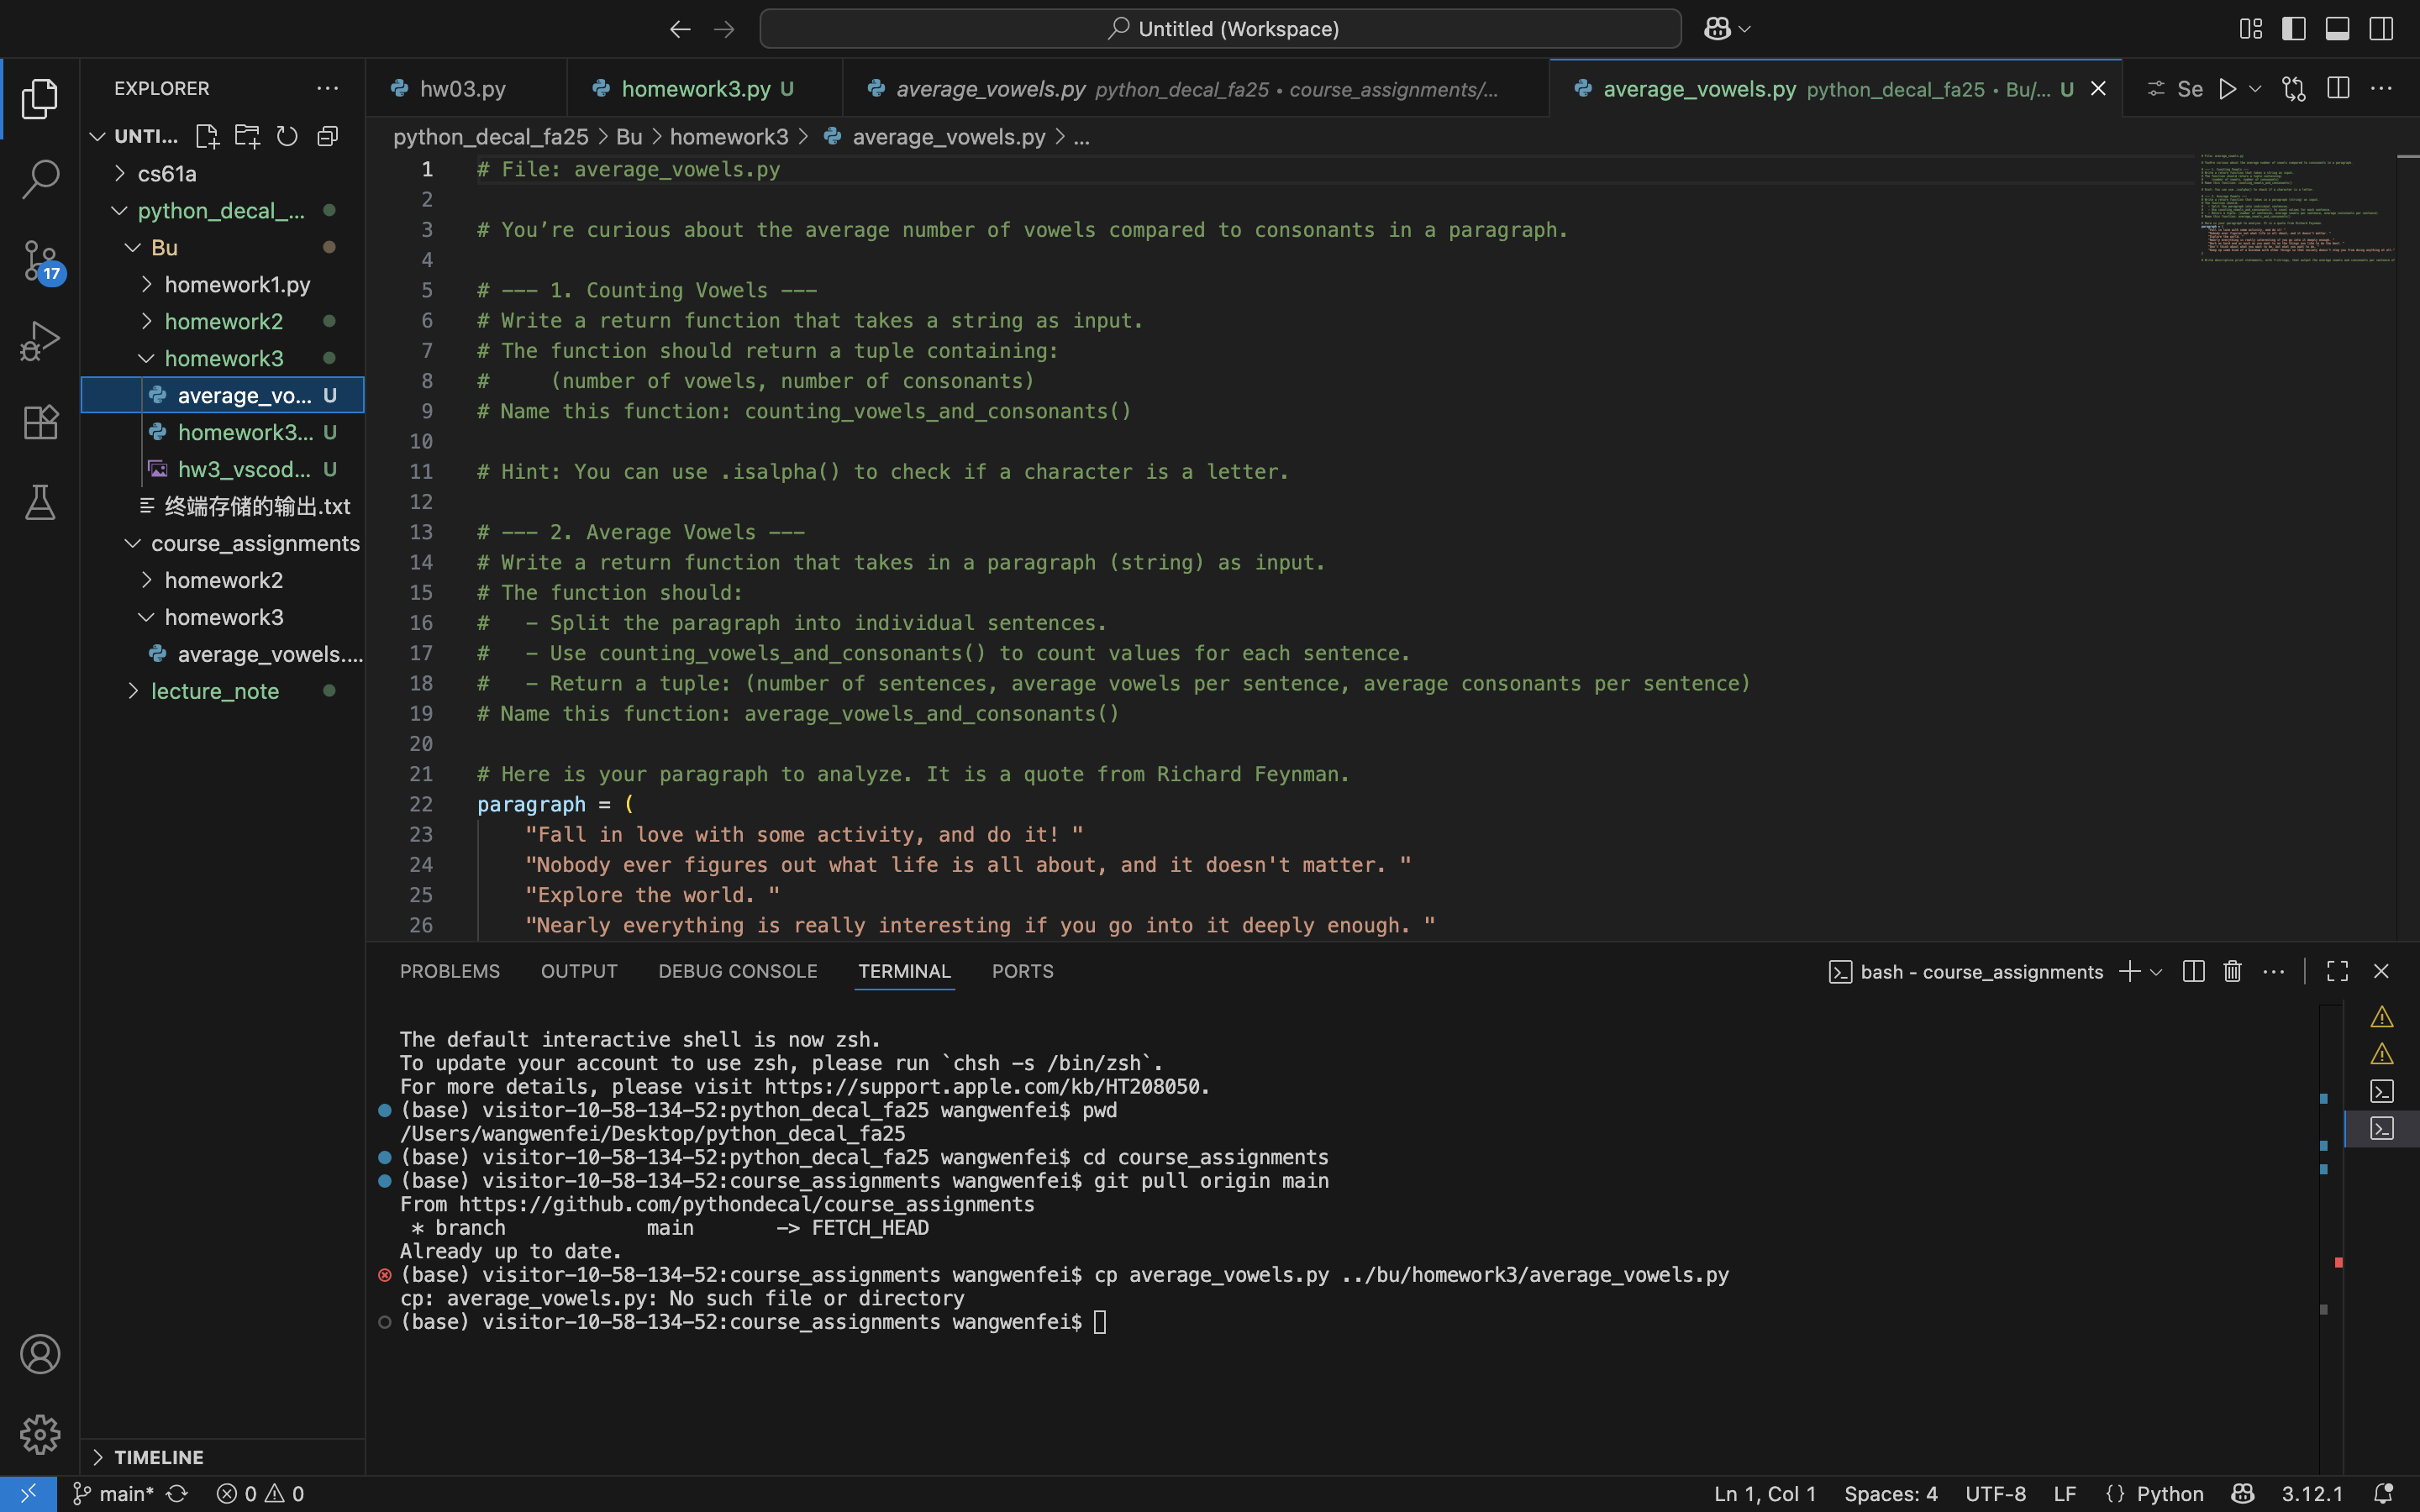 Untitled (Workspace)
EXPLORER
hw03.py
homework3.py U
average_vowels.py python_decal_fa25 • course_assignments/...
average_vowels.py python_decal_fa25 • Bu/... U
Se
UNTI...
cs61a
python_decal_...
Bu
homework1.py
homework2
homework3
average_vo... U
homework3... U
hw3_vscod... U
终端存储的输出.txt
course_assignments
homework2
homework3
average_vowels....
lecture_note
17
TIMELINE
python_decal_fa25 > Bu > homework3 > average_vowels.py > ...
1 # File: average_vowels.py
2
3 # You’re curious about the average number of vowels compared to consonants in a paragraph.
4
5 # --- 1. Counting Vowels ---
6 # Write a return function that takes a string as input.
7 # The function should return a tuple containing:
8 #     (number of vowels, number of consonants)
9 # Name this function: counting_vowels_and_consonants()
10
11 # Hint: You can use .isalpha() to check if a character is a letter.
12
13 # --- 2. Average Vowels ---
14 # Write a return function that takes in a paragraph (string) as input.
15 # The function should:
16 #   - Split the paragraph into individual sentences.
17 #   - Use counting_vowels_and_consonants() to count values for each sentence.
18 #   - Return a tuple: (number of sentences, average vowels per sentence, average consonants per sentence)
19 # Name this function: average_vowels_and_consonants()
20
21 # Here is your paragraph to analyze. It is a quote from Richard Feynman.
22 paragraph = (
23     "Fall in love with some activity, and do it! "
24     "Nobody ever figures out what life is all about, and it doesn't matter. "
25     "Explore the world. "
26     "Nearly everything is really interesting if you go into it deeply enough. "
PROBLEMS OUTPUT DEBUG CONSOLE TERMINAL PORTS
bash - course_assignments
The default interactive shell is now zsh.
To update your account to use zsh, please run `chsh -s /bin/zsh`.
For more details, please visit https://support.apple.com/kb/HT208050.
(base) visitor-10-58-134-52:python_decal_fa25 wangwenfei$ pwd
/Users/wangwenfei/Desktop/python_decal_fa25
(base) visitor-10-58-134-52:python_decal_fa25 wangwenfei$ cd course_assignments
(base) visitor-10-58-134-52:course_assignments wangwenfei$ git pull origin main
From https://github.com/pythondecal/course_assignments
 * branch            main       -> FETCH_HEAD
Already up to date.
(base) visitor-10-58-134-52:course_assignments wangwenfei$ cp average_vowels.py ../bu/homework3/average_vowels.py
cp: average_vowels.py: No such file or directory
(base) visitor-10-58-134-52:course_assignments wangwenfei$
main* 0 0
Ln 1, Col 1 Spaces: 4 UTF-8 LF {} Python 3.12.1